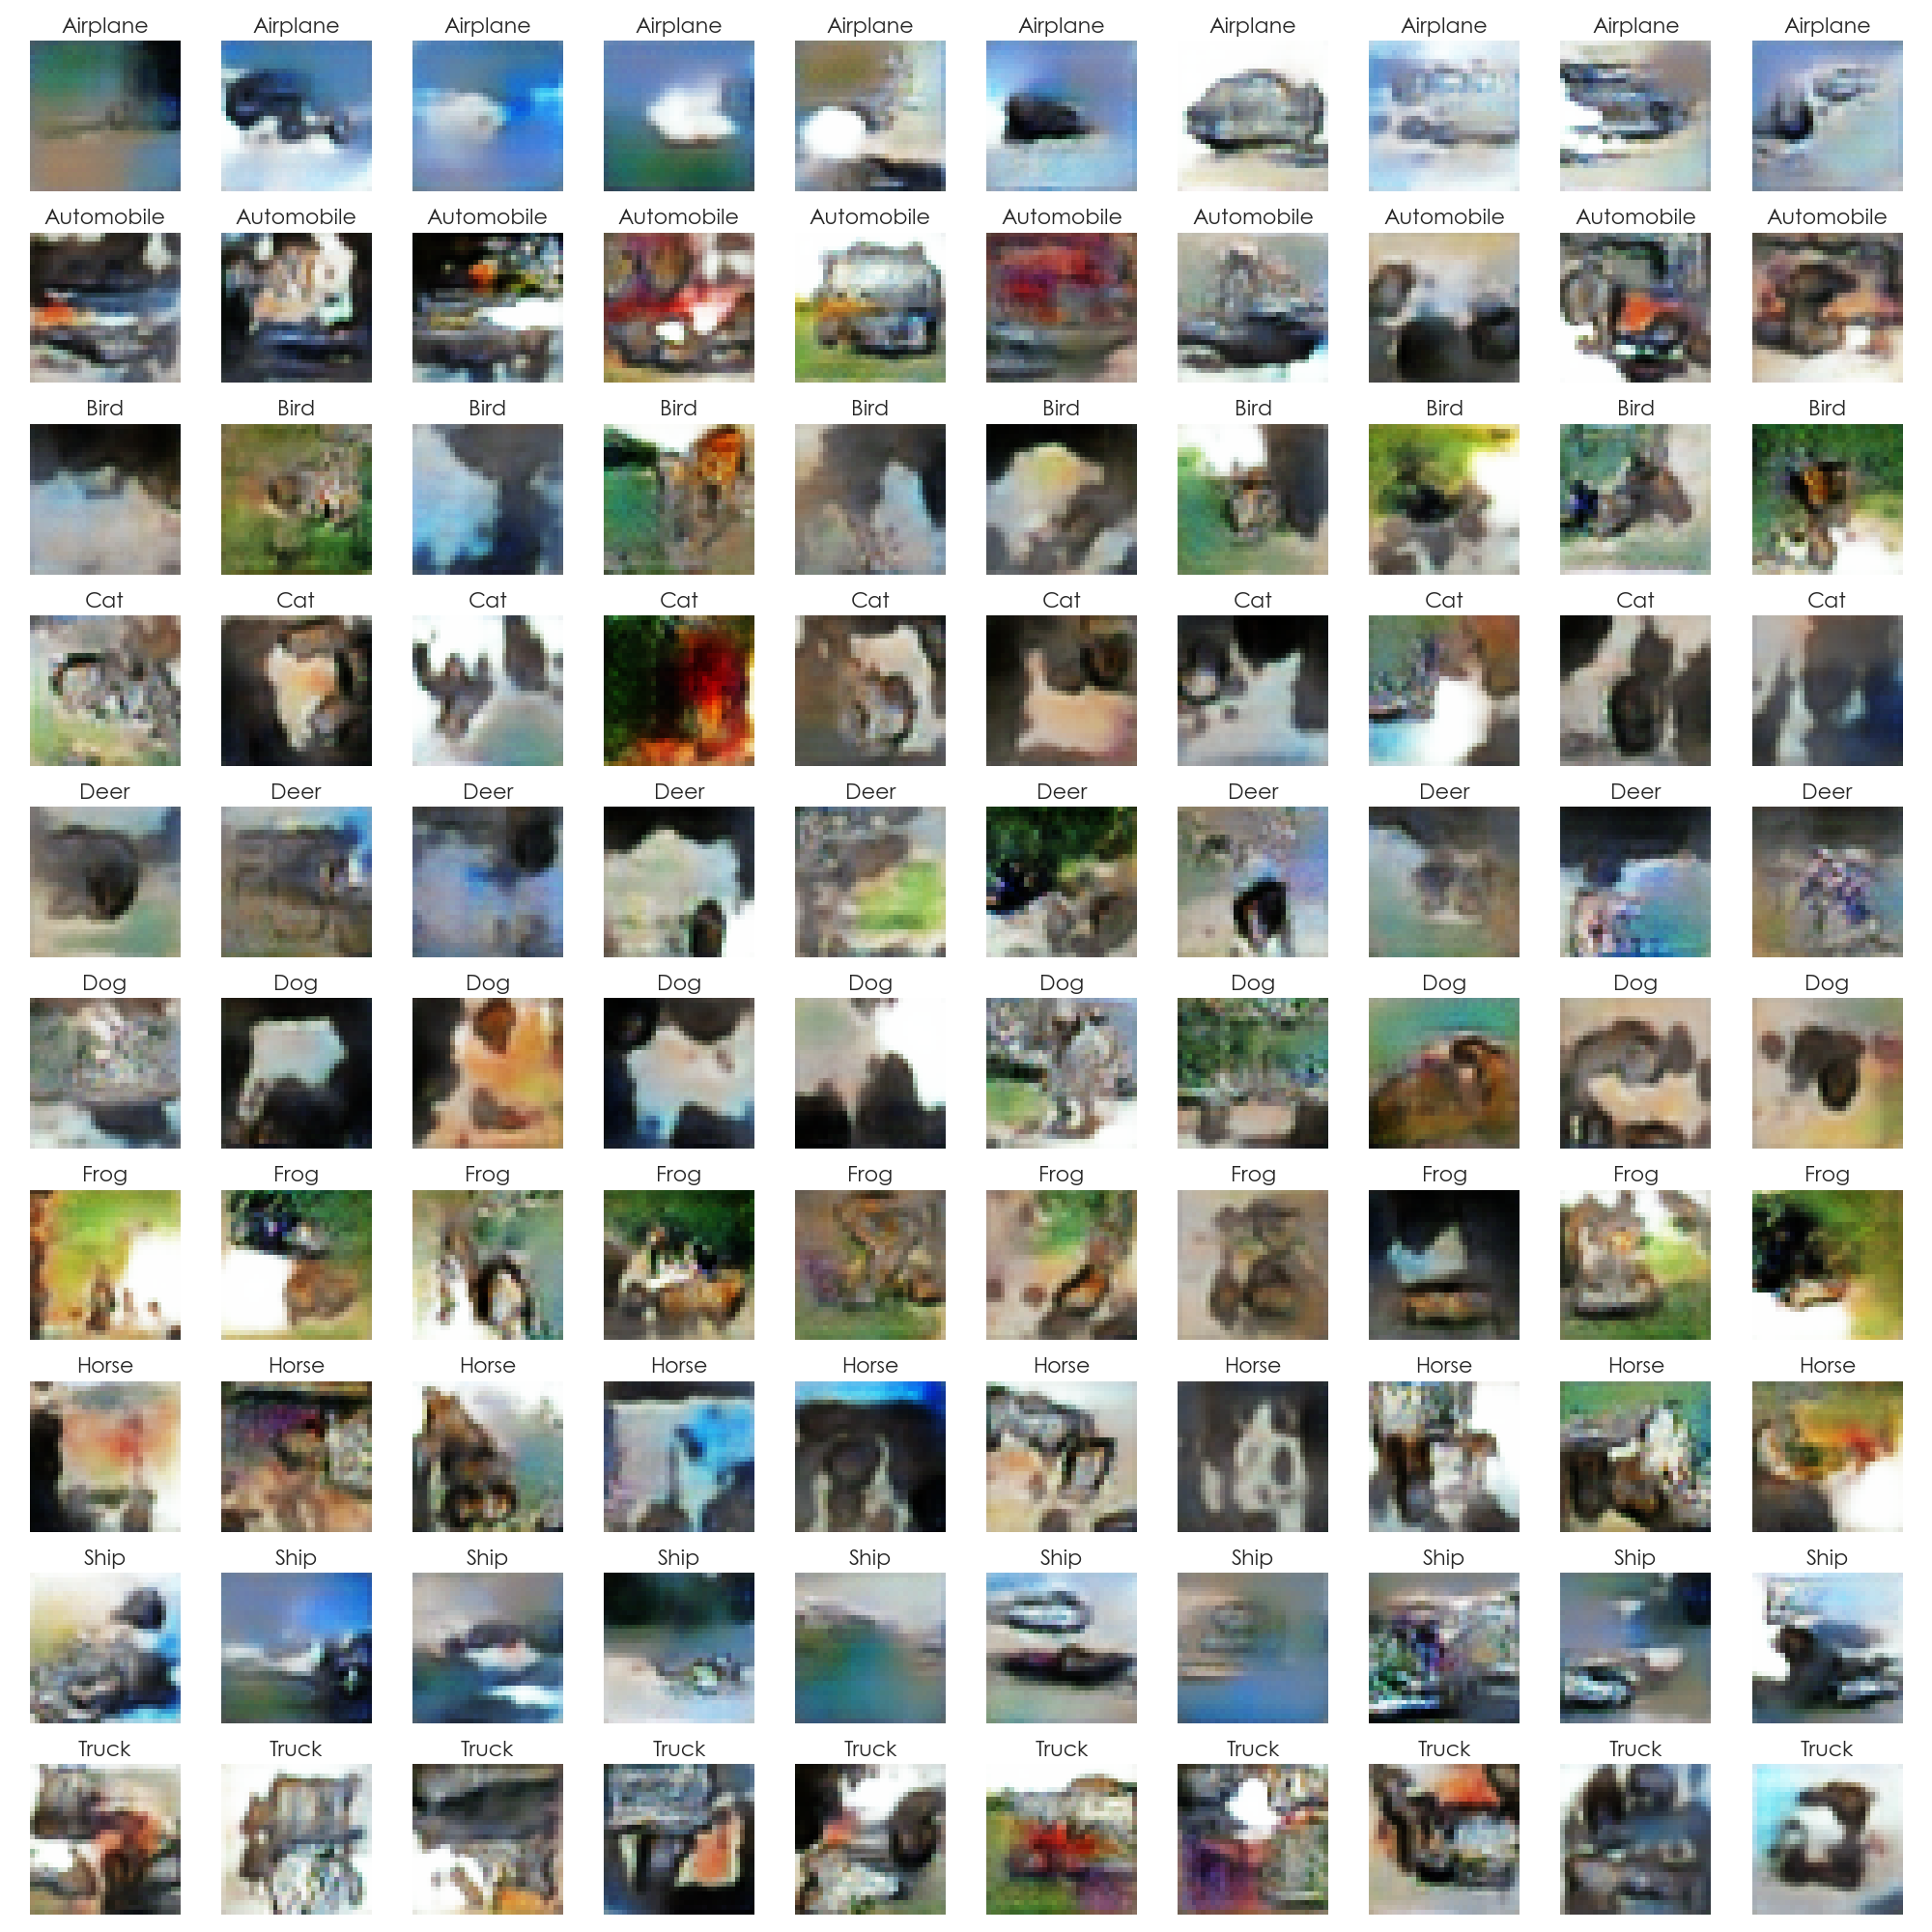 Airplane Airplane Airplane Airplane Airplane Airplane Airplane Airplane Airplane Airplane
Automobile Automobile Automobile Automobile Automobile Automobile Automobile Automobile Automobile Automobile
Bird Bird Bird Bird Bird Bird Bird Bird Bird Bird
Cat Cat Cat Cat Cat Cat Cat Cat Cat Cat
Deer Deer Deer Deer Deer Deer Deer Deer Deer Deer
Dog Dog Dog Dog Dog Dog Dog Dog Dog Dog
Frog Frog Frog Frog Frog Frog Frog Frog Frog Frog
Horse Horse Horse Horse Horse Horse Horse Horse Horse Horse
Ship Ship Ship Ship Ship Ship Ship Ship Ship Ship
Truck Truck Truck Truck Truck Truck Truck Truck Truck Truck